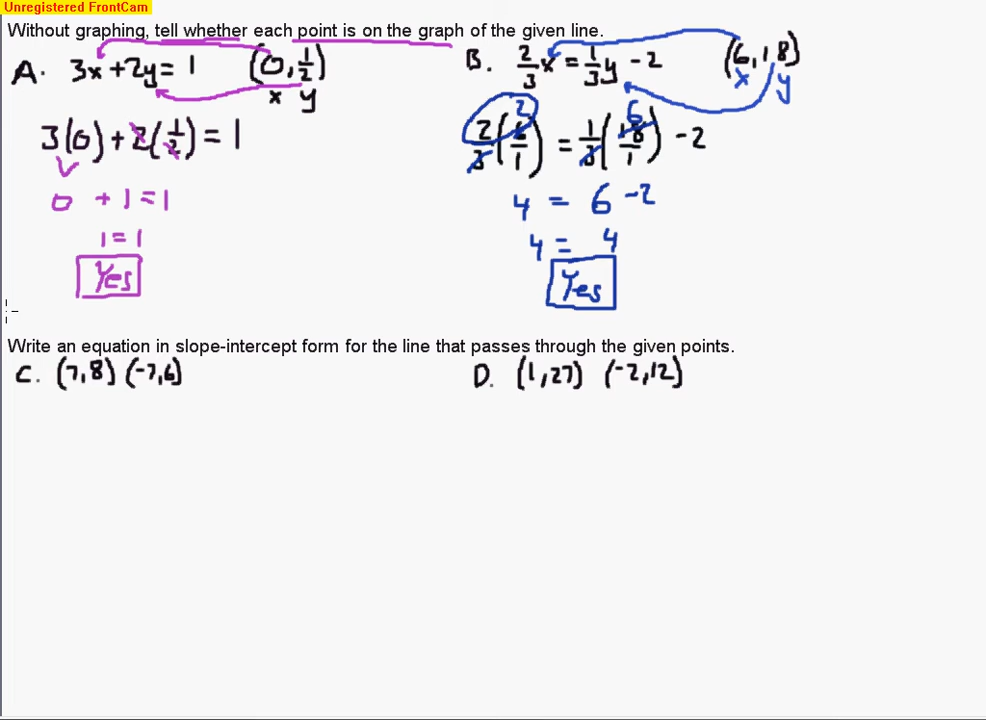 Unregistered FrontCam
Without graphing, tell whether each point is on the graph of the given line.
A. 3x + 2y = 1 (0, 1/2)
x y
3(0) + 2(1/2) = 1
0 + 1 = 1
1 = 1
Yes
B. 2/3 x = 1/3 y - 2 (6, 18)
x y
2 6
2/3 (6/1) = 1/3 (18/1) - 2
4 = 6 - 2
4 = 4
Yes
Write an equation in slope-intercept form for the line that passes through the given points.
C. (7,8) (-7,6)
D. (1,27) (-2,12)